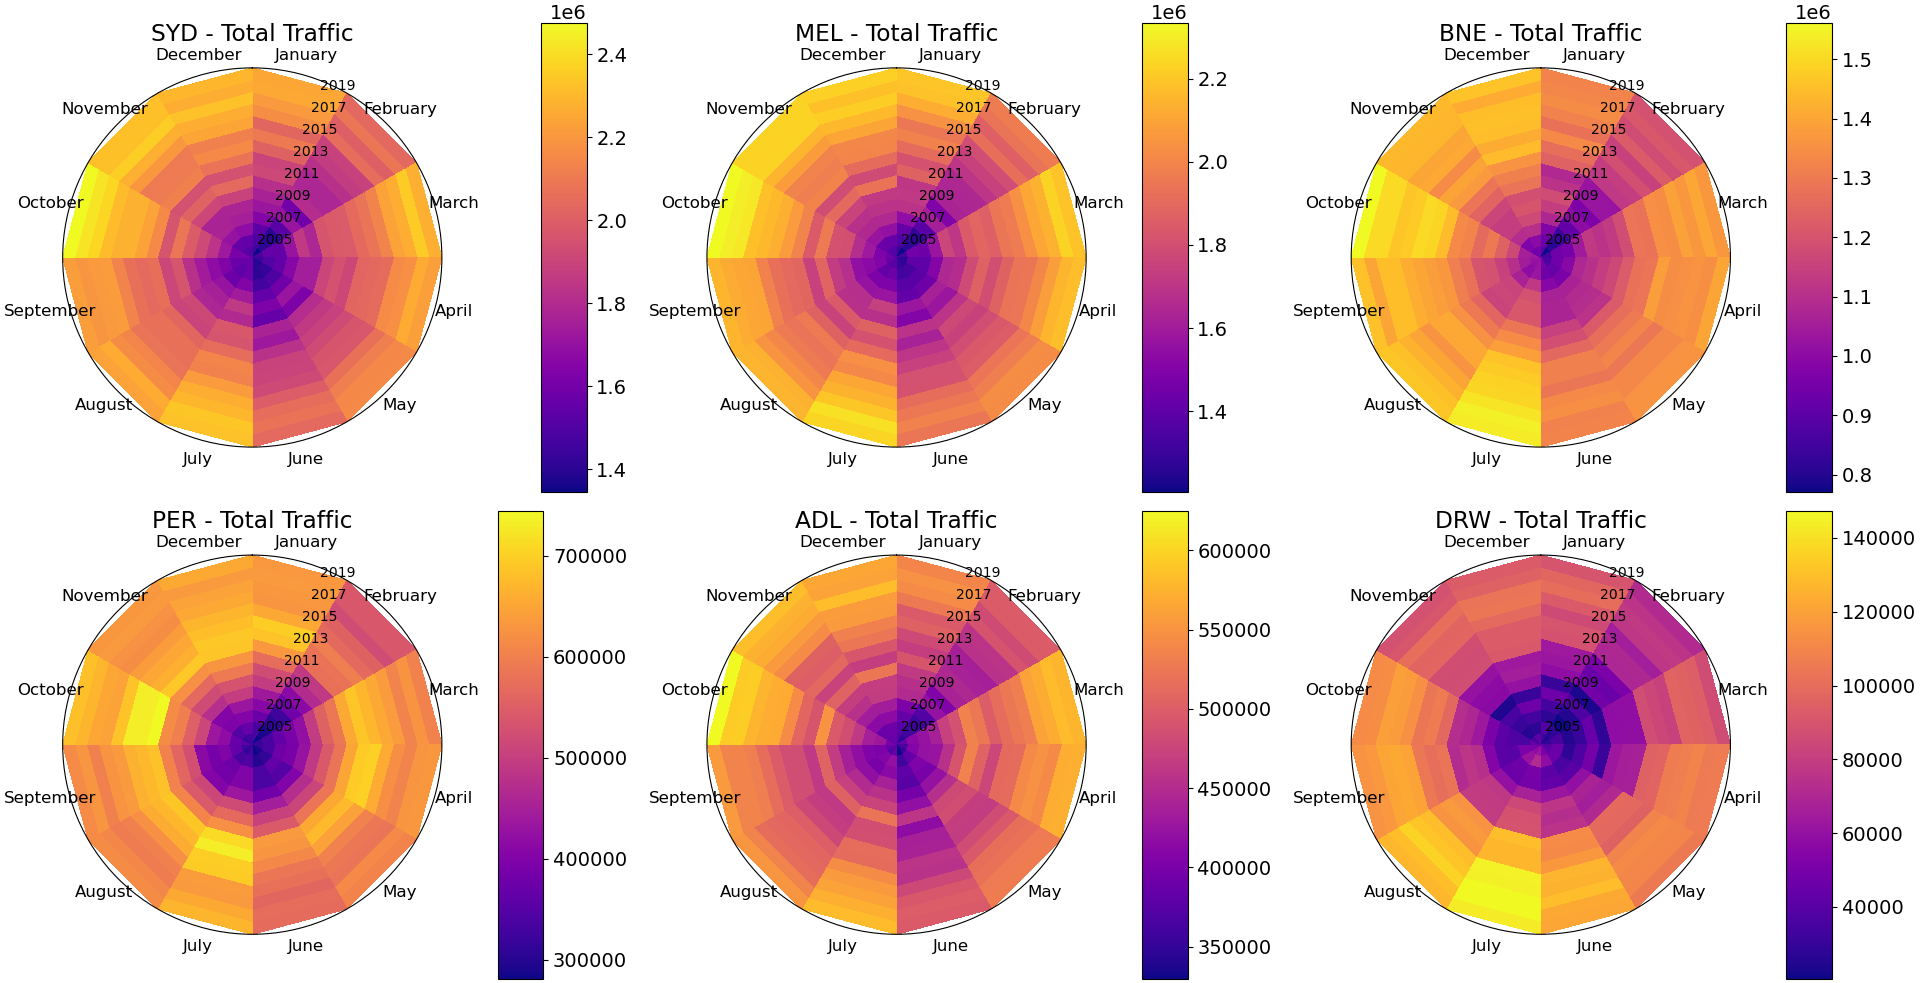 SYD - Total Traffic
December
January
November
February
October
March
September
April
August
May
July
June
2019
2017
2015
2013
2011
2009
2007
2005
1e6
2.4
2.2
2.0
1.8
1.6
1.4
MEL - Total Traffic
December
January
November
February
October
March
September
April
August
May
July
June
2019
2017
2015
2013
2011
2009
2007
2005
1e6
2.2
2.0
1.8
1.6
1.4
BNE - Total Traffic
December
January
November
February
October
March
September
April
August
May
July
June
2019
2017
2015
2013
2011
2009
2007
2005
1e6
1.5
1.4
1.3
1.2
1.1
1.0
0.9
0.8
PER - Total Traffic
December
January
November
February
October
March
September
April
August
May
July
June
2019
2017
2015
2013
2011
2009
2007
2005
700000
600000
500000
400000
300000
ADL - Total Traffic
December
January
November
February
October
March
September
April
August
May
July
June
2019
2017
2015
2013
2011
2009
2007
2005
600000
550000
500000
450000
400000
350000
DRW - Total Traffic
December
January
November
February
October
March
September
April
August
May
July
June
2019
2017
2015
2013
2011
2009
2007
2005
140000
120000
100000
80000
60000
40000